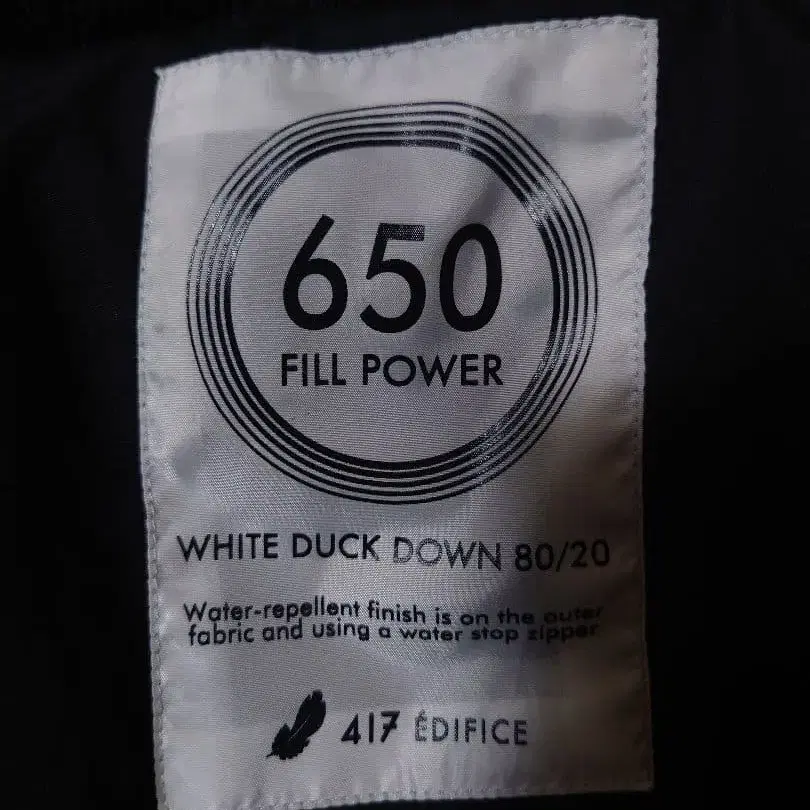 650
FILL POWER
WHITE DUCK DOWN 80/20
Water-repellent finish is on the outer
fabric and using a water stop zipper
417 ÉDIFICE